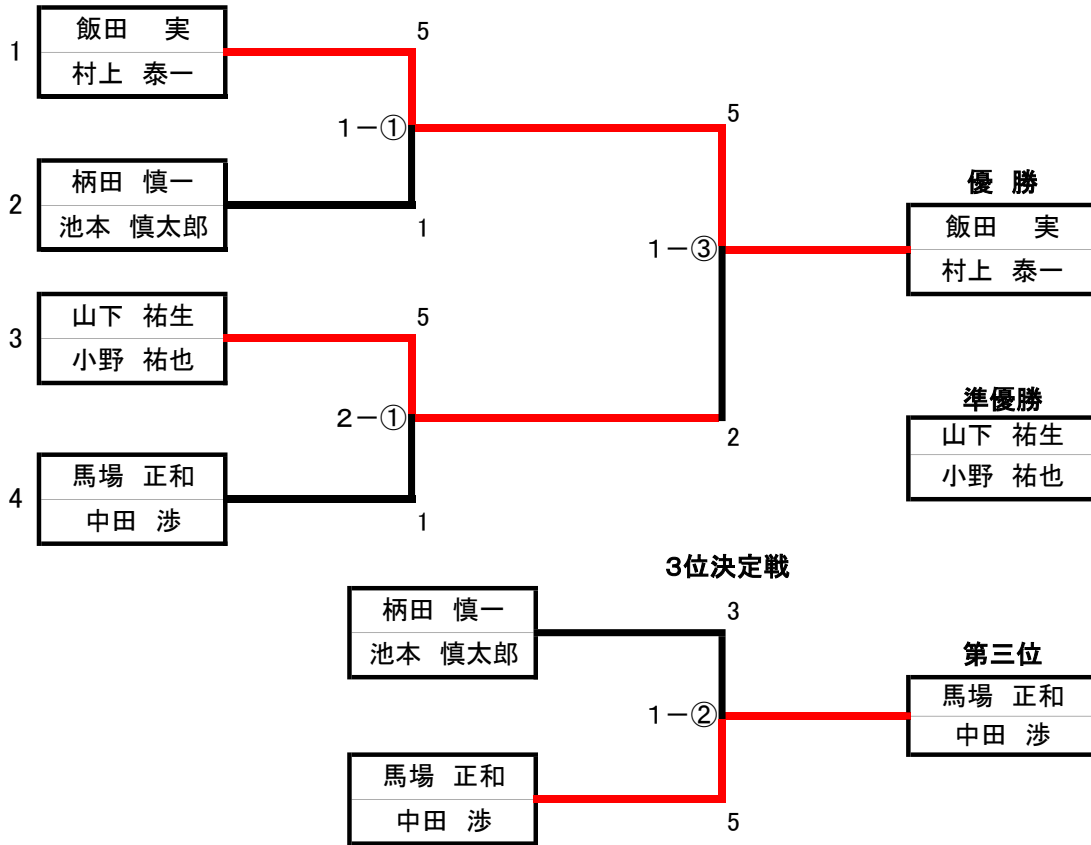 5
1
飯田　実
村上　泰一
1－①
5
2
柄田　慎一
池本　慎太郎
1
優　勝
飯田　実
村上　泰一
1－③
3
山下　祐生
小野　祐也
5
2－①
2
準優勝
山下　祐生
小野　祐也
4
馬場　正和
中田　渉
1
3位決定戦
柄田　慎一
池本　慎太郎
3
1－②
第三位
馬場　正和
中田　渉
馬場　正和
中田　渉
5